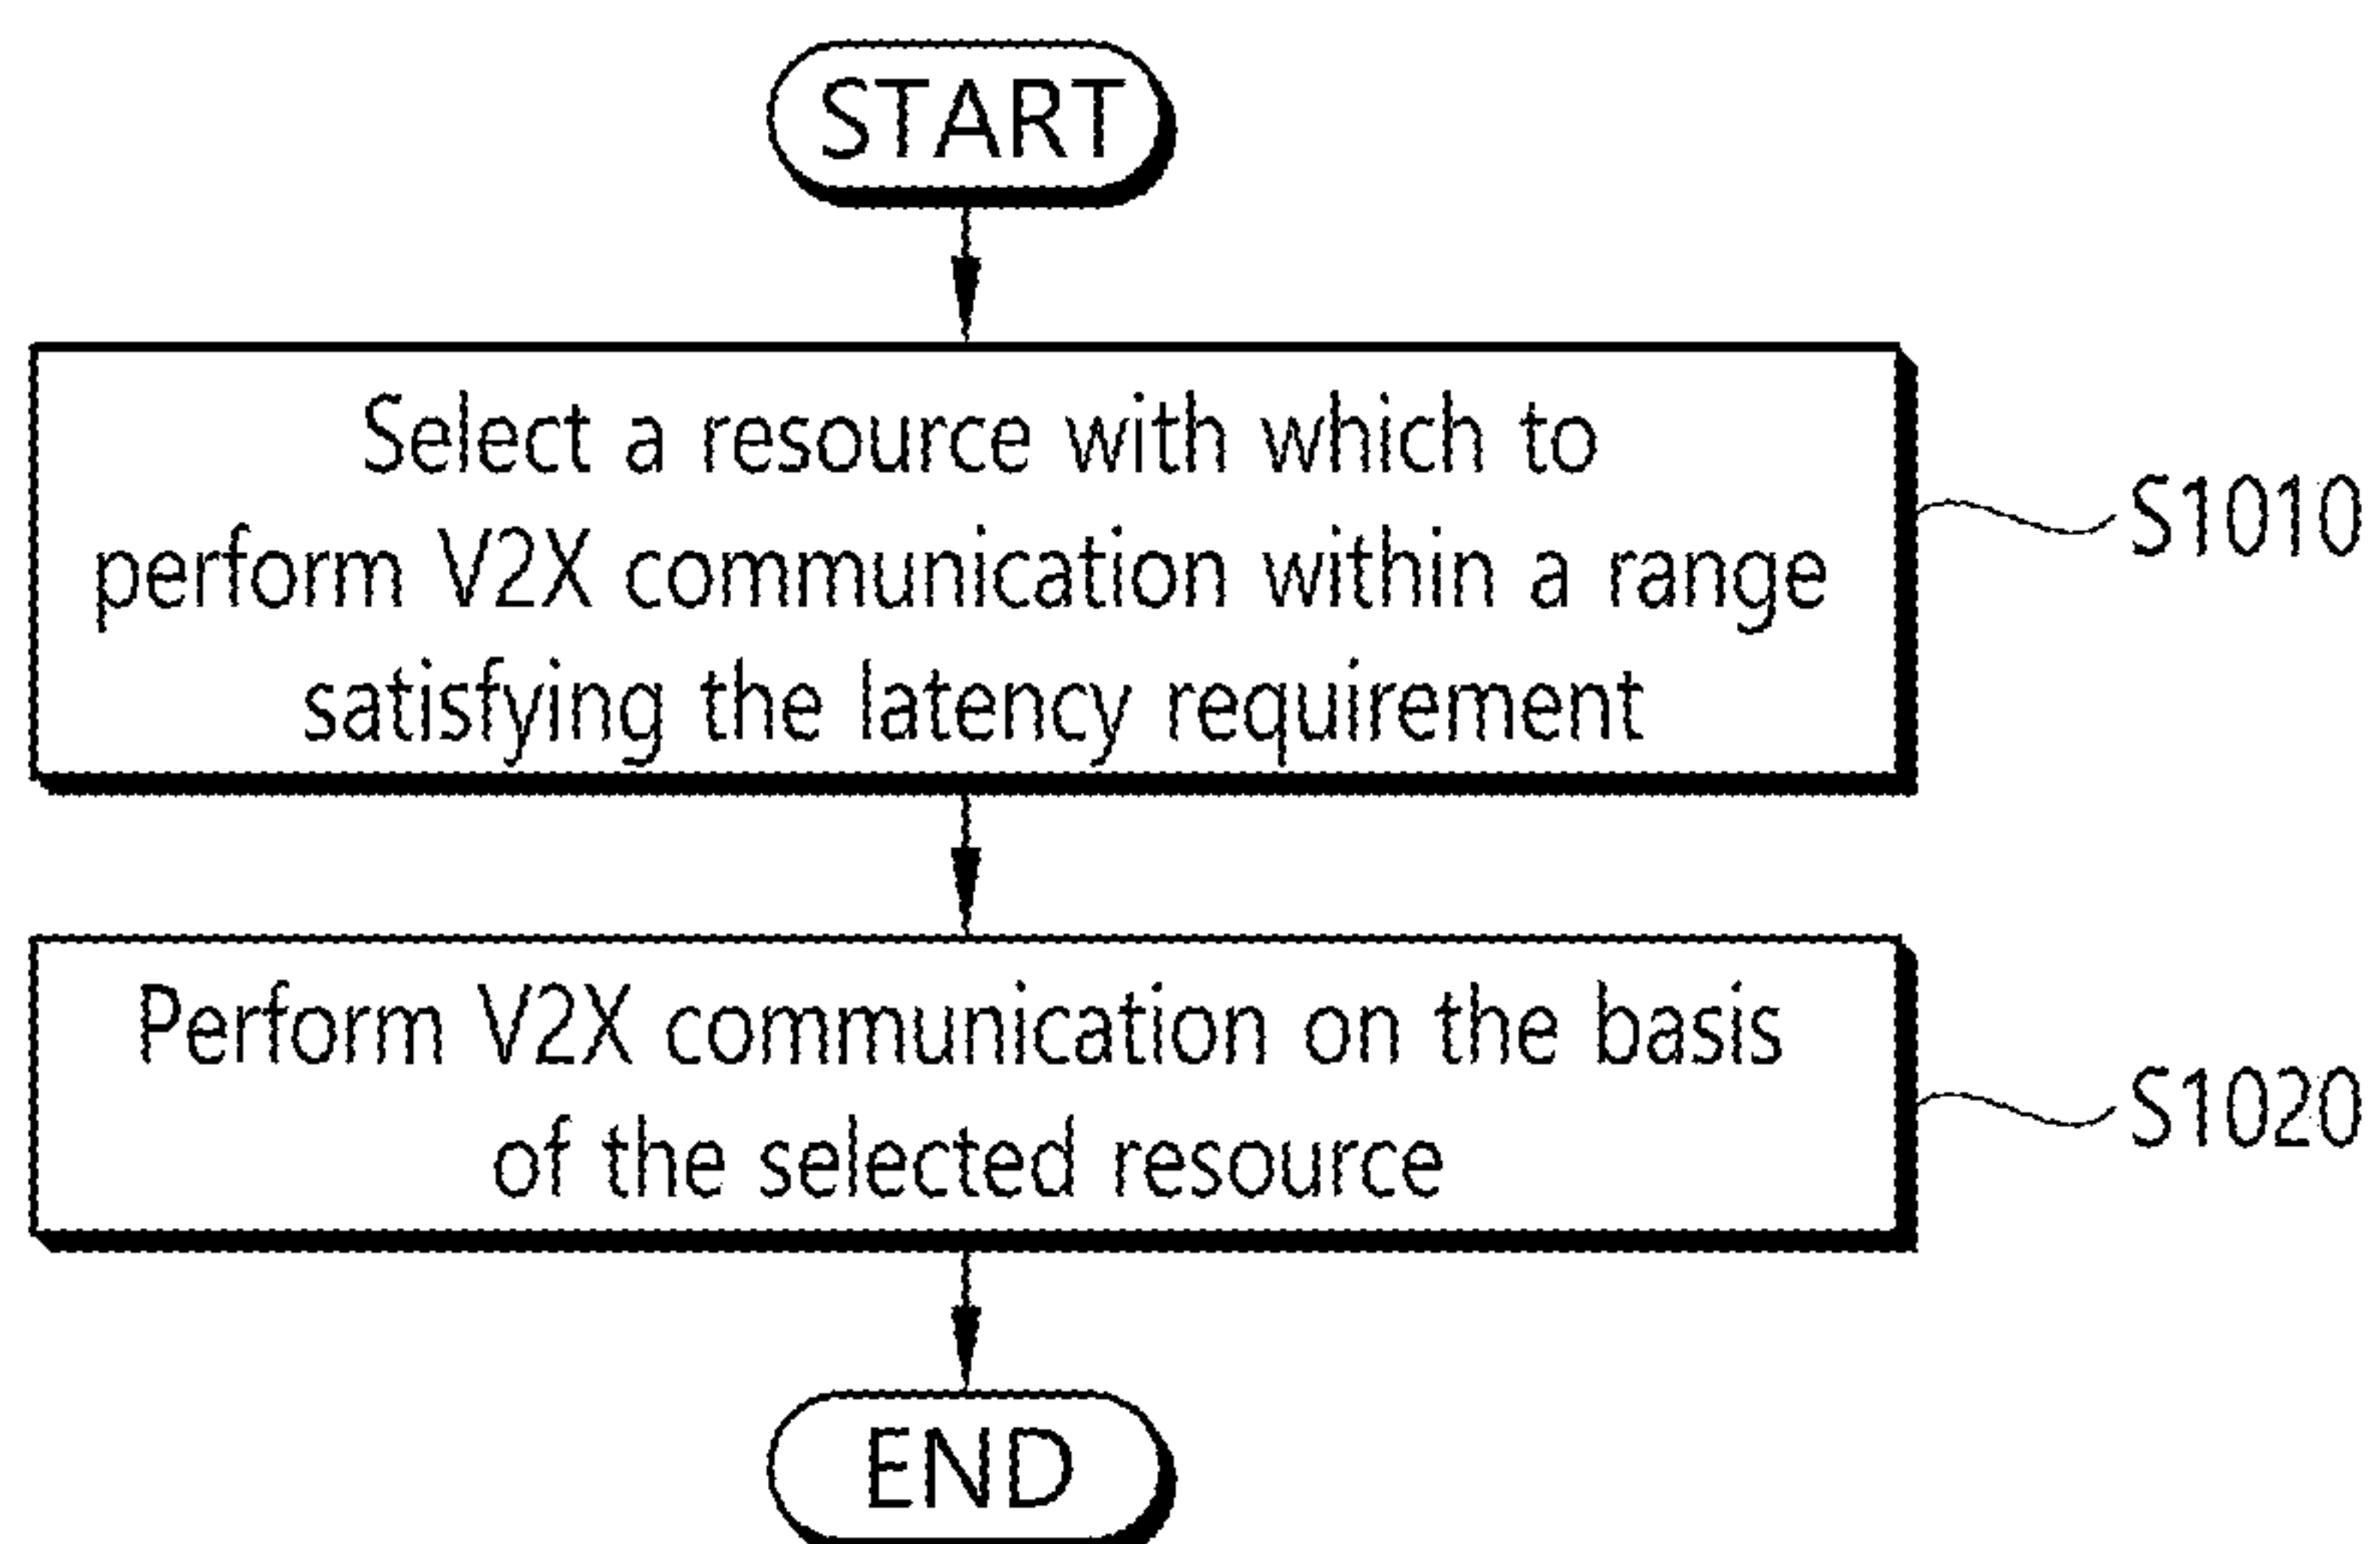 START
Select a resource with which to
perform V2X communication within a range
satisfying the latency requirement
S1010
Perform V2X communication on the basis
of the selected resource
S1020
END